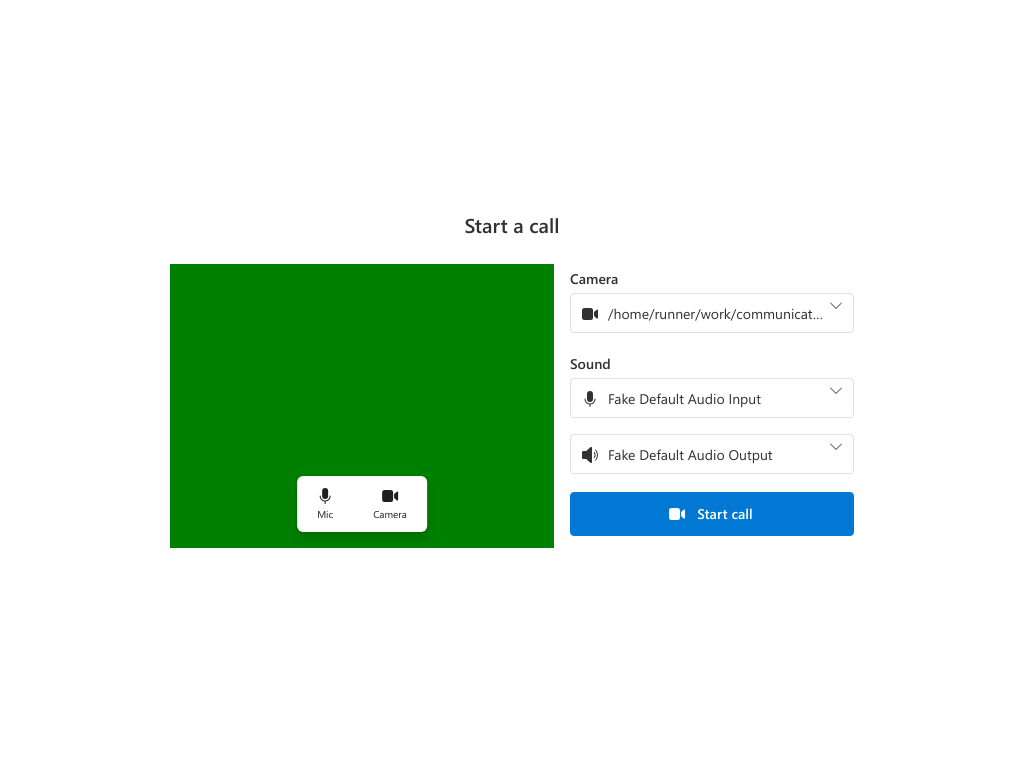 Start a call
Camera
/home/runner/work/communicat...
Sound
Fake Default Audio Input
Fake Default Audio Output
Mic
Camera
Start call